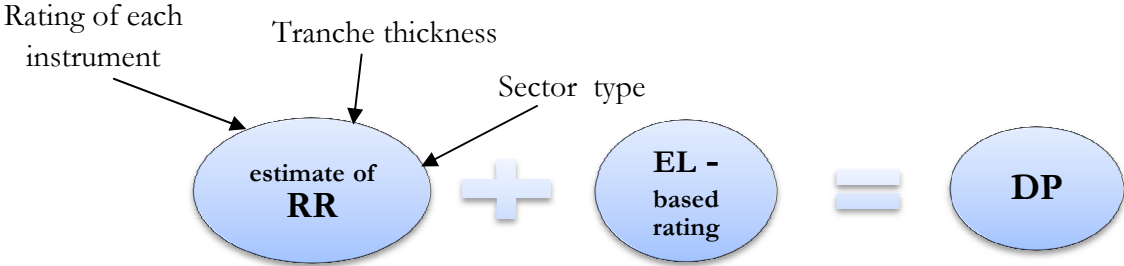 Rating of each
instrument
Tranche thickness
Sector type
estimate of
RR
+
EL -
based
rating
=
DP